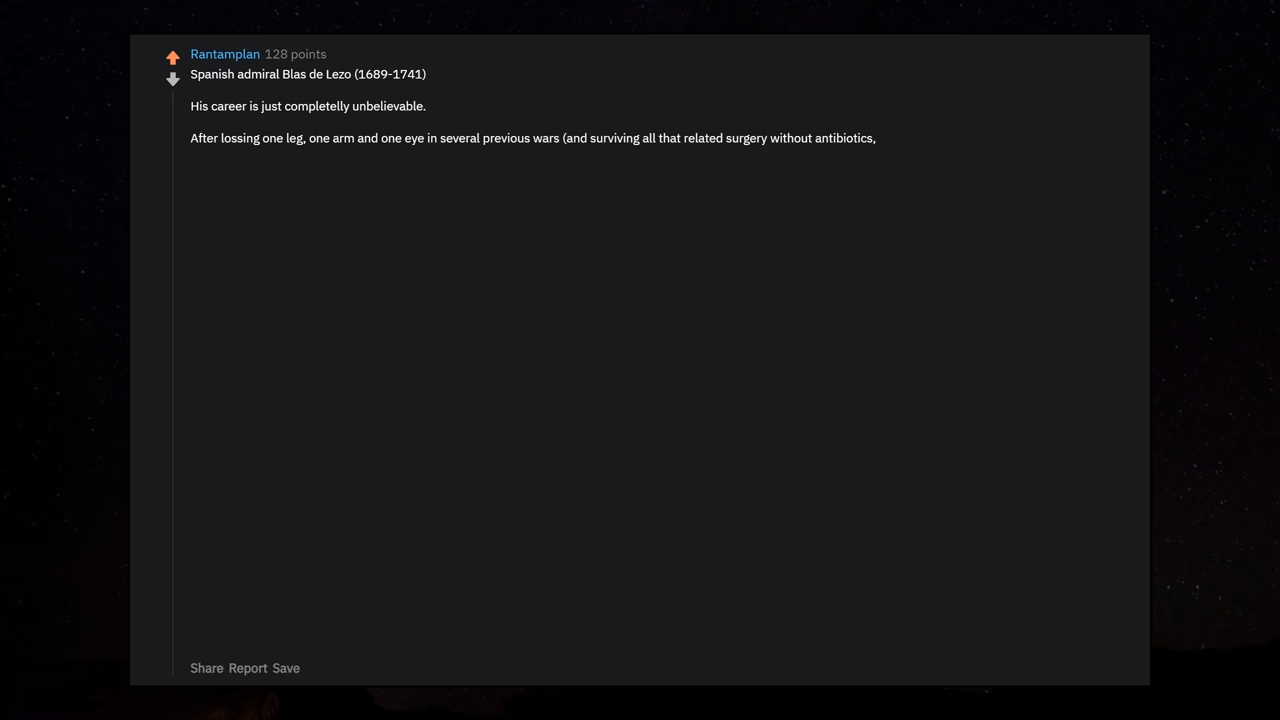 Rantamplan 128 points
Spanish admiral Blas de Lezo (1689-1741)
His career is just completelly unbelievable.
After lossing one leg, one arm and one eye in several previous wars (and surviving all that related surgery without antibiotics,
Share Report Save